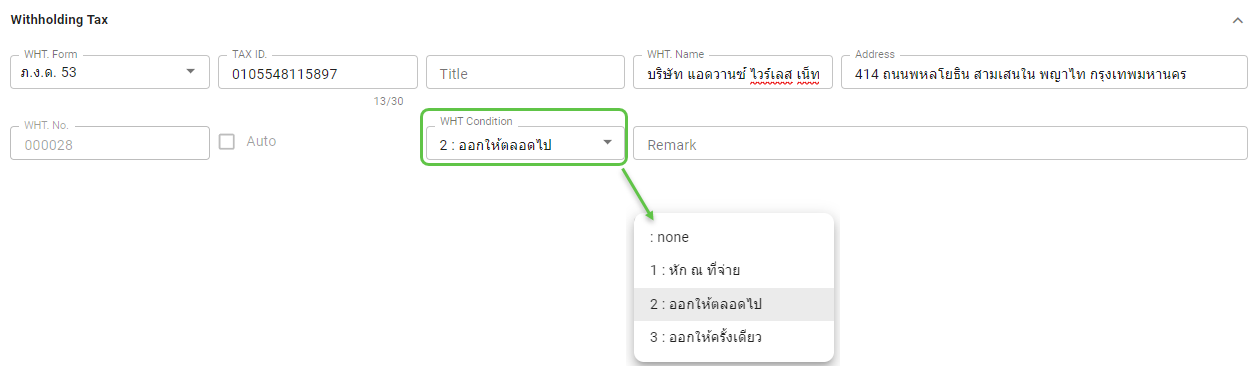 Withholding Tax
WHT. Form
ภ.ง.ด. 53
TAX ID.
0105548115897
13/30
Title
WHT. Name
บริษัท แอดวานซ์ ไวร์เลส เน็ท
Address
414 ถนนพหลโยธิน สามเสนใน พญาไท กรุงเทพมหานคร
WHT. No.
000028
Auto
WHT Condition
2 : ออกให้ตลอดไป
Remark
: none
1 : หัก ณ ที่จ่าย
2 : ออกให้ตลอดไป
3 : ออกให้ครั้งเดียว